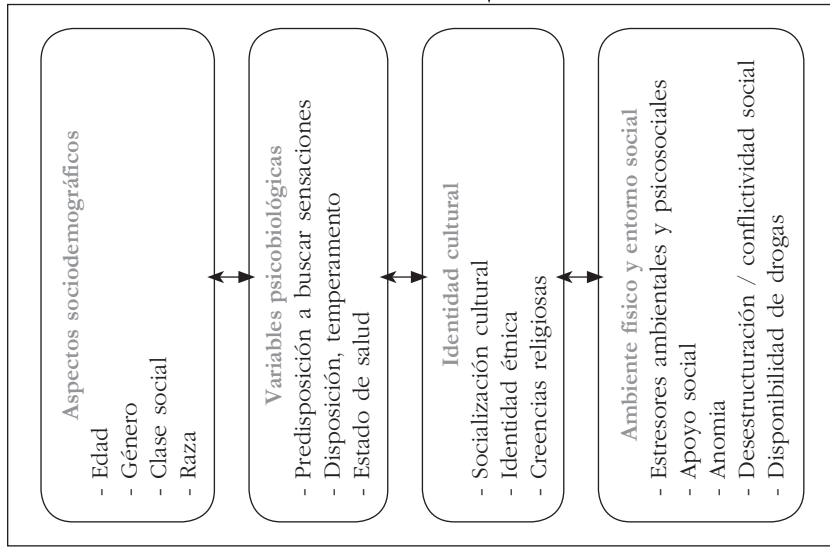 Aspectos sociodemográficos
- Edad
- Género
- Clase social
- Raza
Variables psicobiológicas
- Predisposición a buscar sensaciones
- Disposición, temperamento
- Estado de salud
Identidad cultural
- Socialización cultural
- Identidad étnica
- Creencias religiosas
Ambiente físico y entorno social
- Estresores ambientales y psicosociales
- Apoyo social
- Anomia
- Desestructuración / conflictividad social
- Disponibilidad de drogas